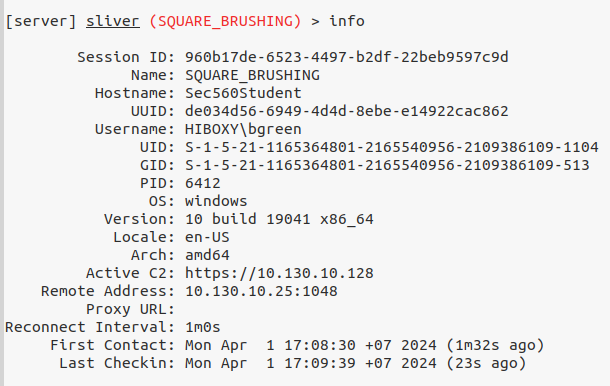 [server] sliver (SQUARE_BRUSHING) > info
Session ID: 960b17de-6523-4497-b2df-22beb9597c9d
Name: SQUARE_BRUSHING
Hostname: Sec560Student
UUID: de034d56-6949-4d4d-8ebe-e14922cac862
Username: HIBOXY\bgreen
UID: S-1-5-21-1165364801-2165540956-2109386109-1104
GID: S-1-5-21-1165364801-2165540956-2109386109-513
PID: 6412
OS: windows
Version: 10 build 19041 x86_64
Locale: en-US
Arch: amd64
Active C2: https://10.130.10.128
Remote Address: 10.130.10.25:1048
Proxy URL:
Reconnect Interval: 1m0s
First Contact: Mon Apr  1 17:08:30 +07 2024 (1m32s ago)
Last Checkin: Mon Apr  1 17:09:39 +07 2024 (23s ago)